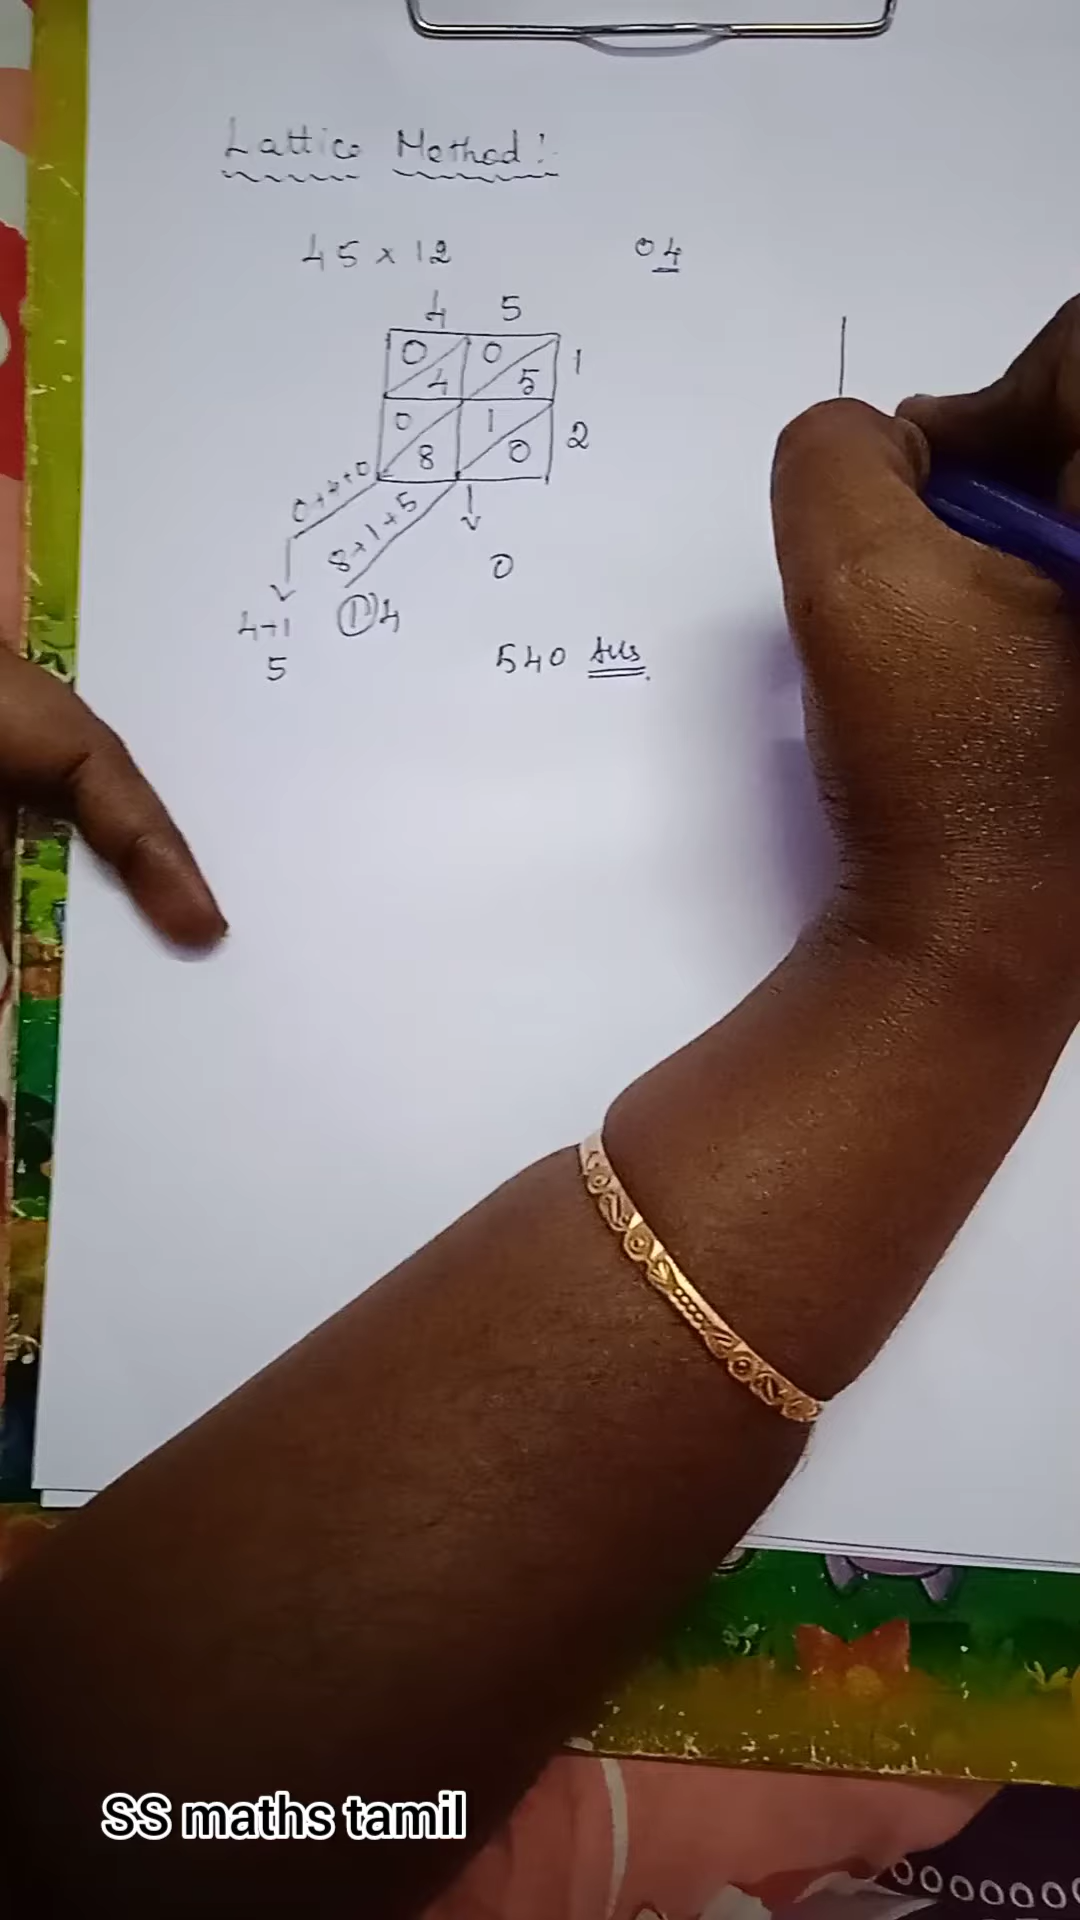 Lattice Method :-
45 x 12
04
4 5
0 0
4 5 1
0 1
8 0 2
0+4+0
8+1+5
0
4+1 14
5
540 Ans.
SS maths tamil